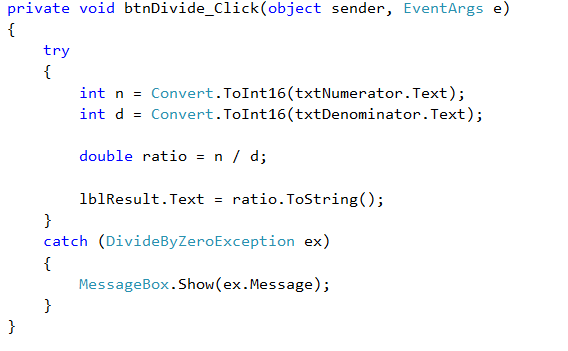 private void btnDivide_Click(object sender, EventArgs e)
{
    try
    {
        int n = Convert.ToInt16(txtNumerator.Text);
        int d = Convert.ToInt16(txtDenominator.Text);
        double ratio = n / d;
        lblResult.Text = ratio.ToString();
    }
    catch (DivideByZeroException ex)
    {
        MessageBox.Show(ex.Message);
    }
}